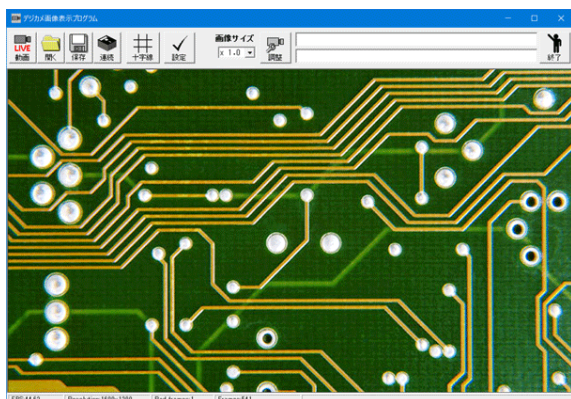 デジカメ画像表示プログラム
LIVE
動画
開く
保存
連続
十字線
設定
画像サイズ
x 1.0
調整
終了